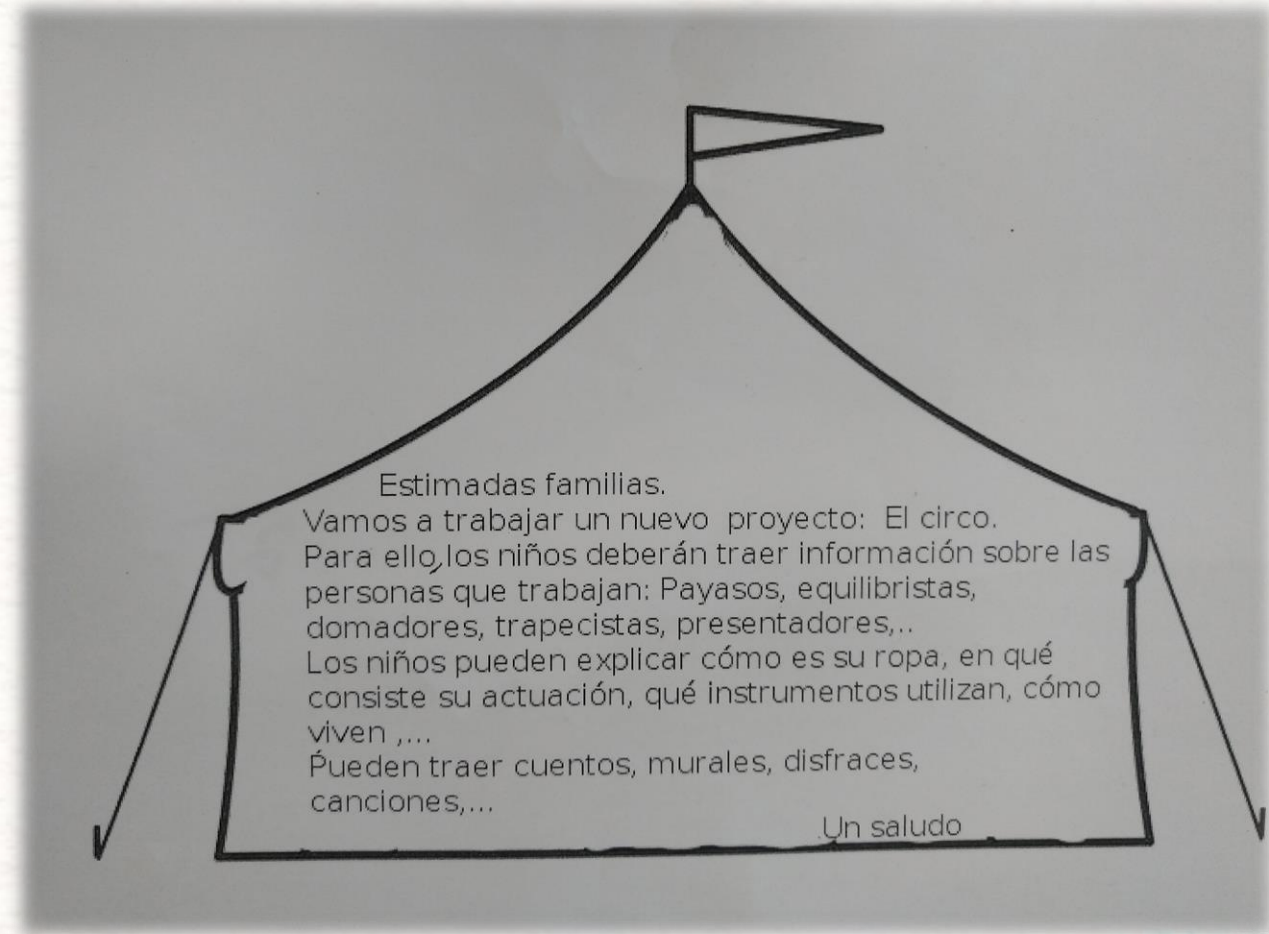 Estimadas familias.
Vamos a trabajar un nuevo proyecto: El circo.
Para ello,los niños deberán traer información sobre las
personas que trabajan: Payasos, equilibristas,
domadores, trapecistas, presentadores,..
Los niños pueden explicar cómo es su ropa, en qué
consiste su actuación, qué instrumentos utilizan, cómo
viven ,...
Pueden traer cuentos, murales, disfraces,
canciones,...
Un saludo